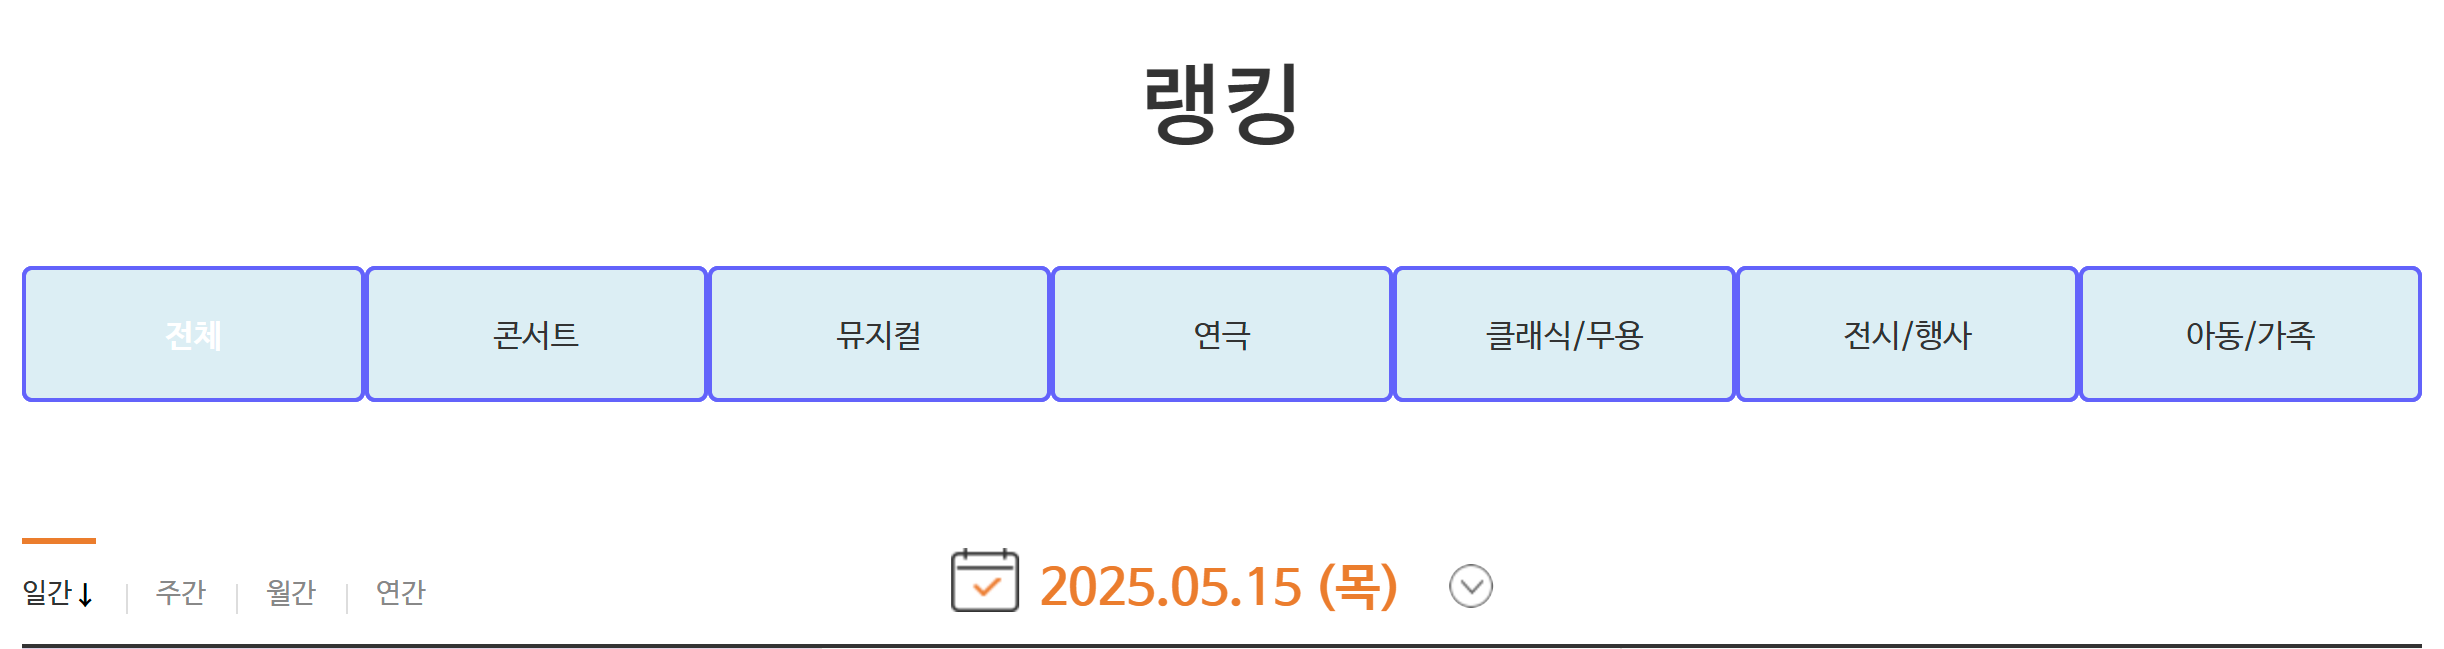 랭킹
전체 콘서트 뮤지컬 연극 클래식/무용 전시/행사 아동/가족
일간↓ 주간 월간 연간 2025.05.15 (목)